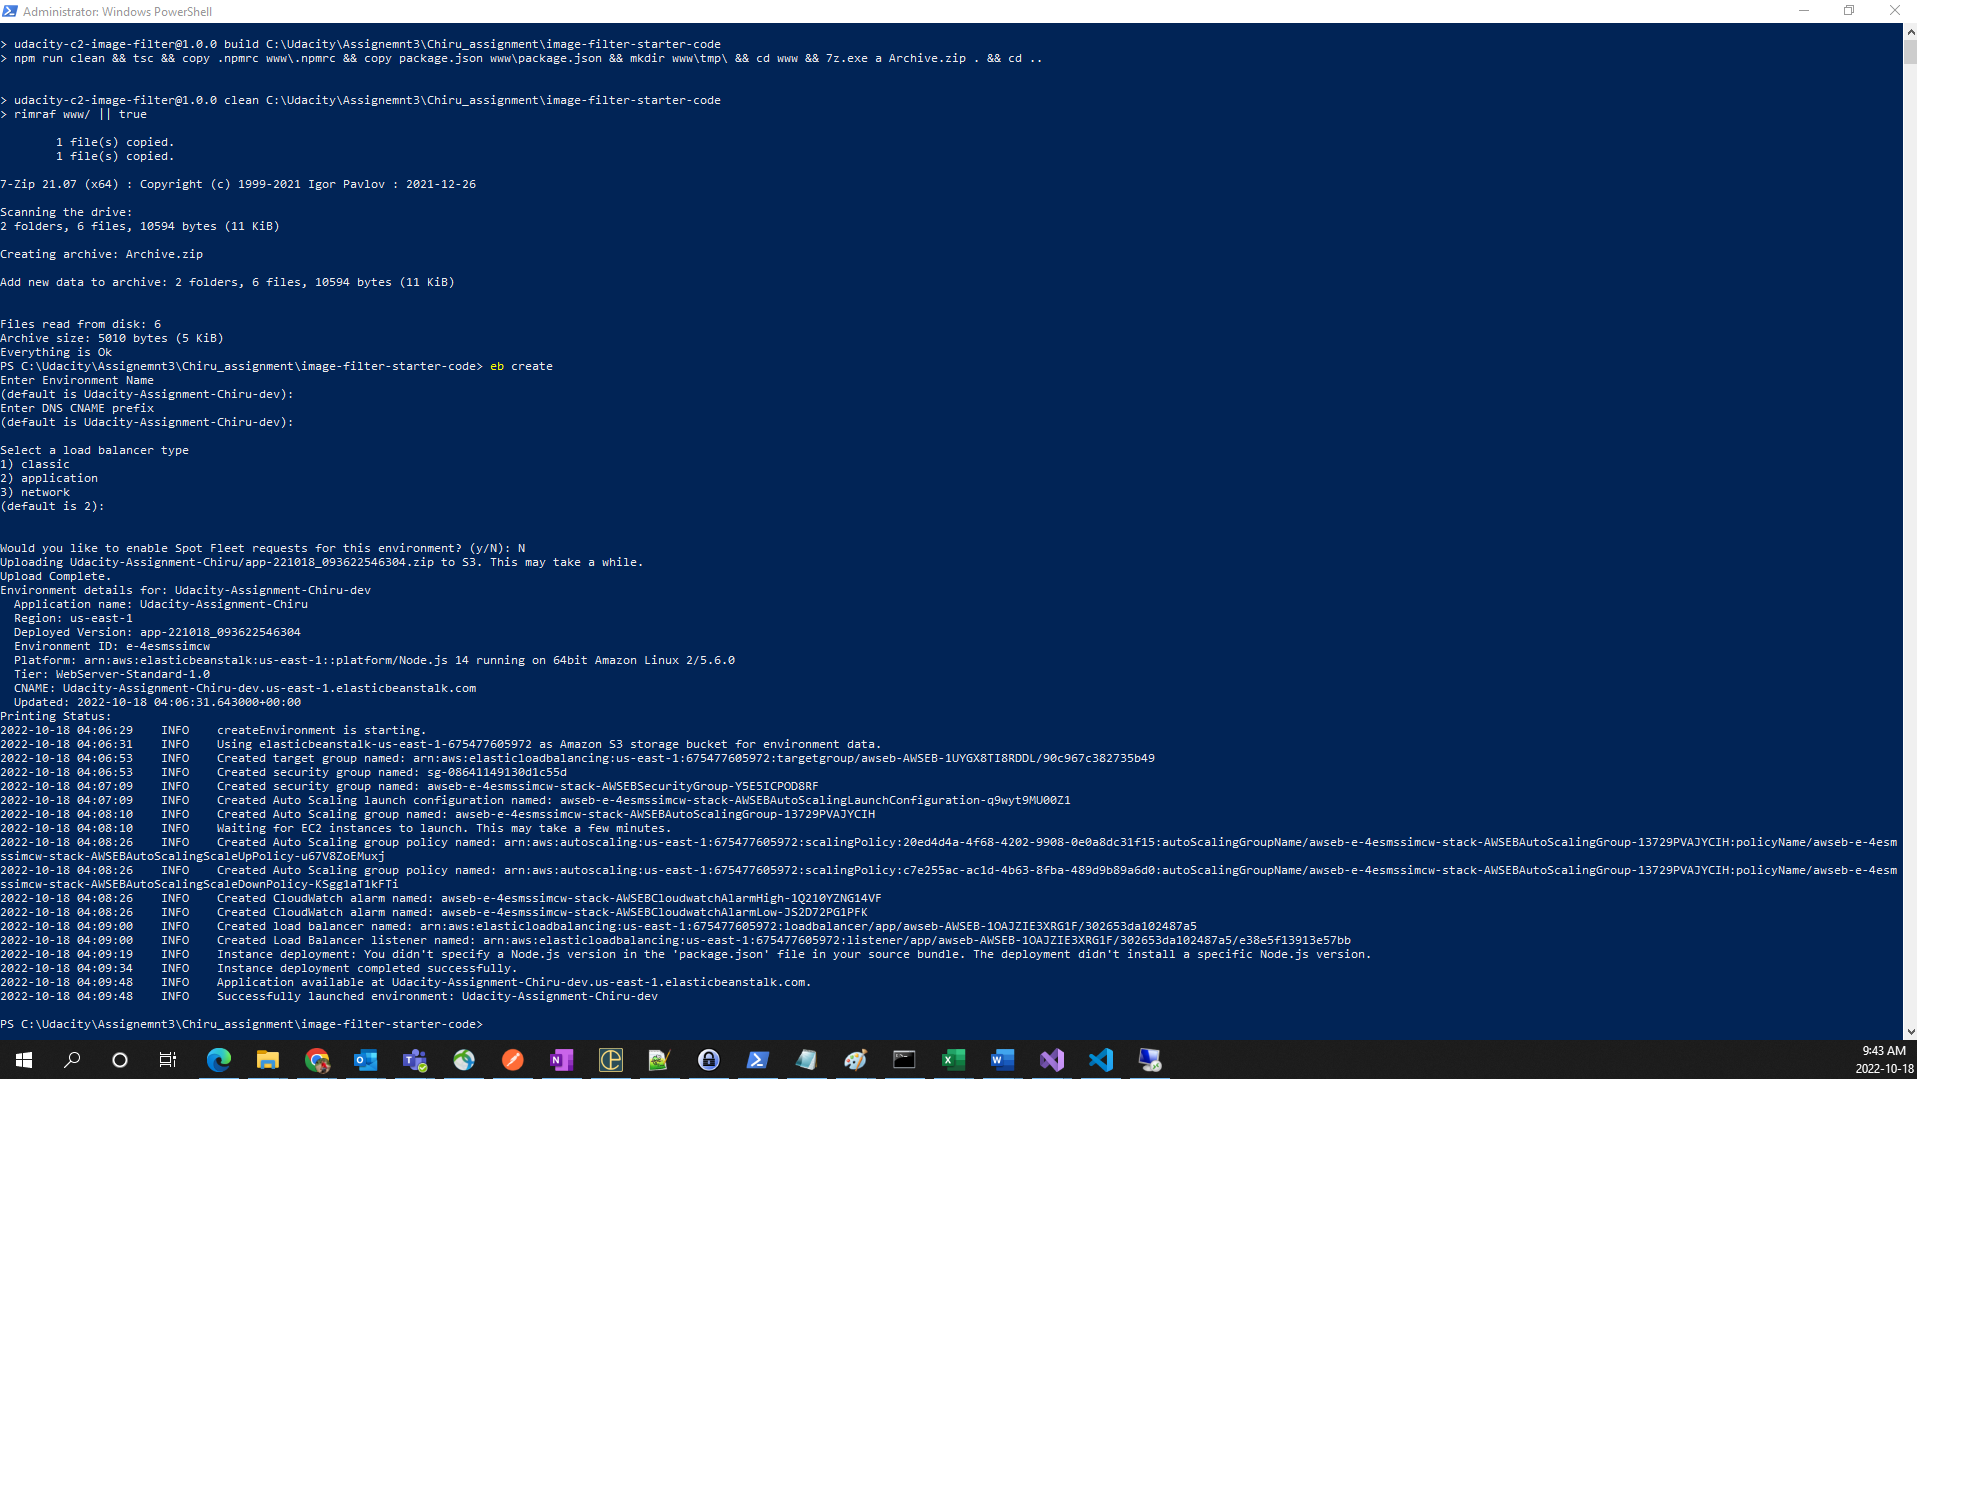 Administrator: Windows PowerShell
> udacity-c2-image-filter@1.0.0 build C:\Udacity\Assignemnt3\Chiru_assignment\image-filter-starter-code
> npm run clean && tsc && copy .npmrc www\.npmrc && copy package.json www\package.json && mkdir www\tmp\ && cd www && 7z.exe a Archive.zip . && cd ..
> udacity-c2-image-filter@1.0.0 clean C:\Udacity\Assignemnt3\Chiru_assignment\image-filter-starter-code
> rimraf www/ || true
1 file(s) copied.
1 file(s) copied.
7-Zip 21.07 (x64) : Copyright (c) 1999-2021 Igor Pavlov : 2021-12-26
Scanning the drive:
2 folders, 6 files, 10594 bytes (11 KiB)
Creating archive: Archive.zip
Add new data to archive: 2 folders, 6 files, 10594 bytes (11 KiB)
Files read from disk: 6
Archive size: 5010 bytes (5 KiB)
Everything is Ok
PS C:\Udacity\Assignemnt3\Chiru_assignment\image-filter-starter-code> eb create
Enter Environment Name
(default is Udacity-Assignment-Chiru-dev):
Enter DNS CNAME prefix
(default is Udacity-Assignment-Chiru-dev):
Select a load balancer type
1) classic
2) application
3) network
(default is 2):
Would you like to enable Spot Fleet requests for this environment? (y/N): N
Uploading Udacity-Assignment-Chiru/app-221018_093622546304.zip to S3. This may take a while.
Upload Complete.
Environment details for: Udacity-Assignment-Chiru-dev
Application name: Udacity-Assignment-Chiru
Region: us-east-1
Deployed Version: app-221018_093622546304
Environment ID: e-4esmssimcw
Platform: arn:aws:elasticbeanstalk:us-east-1::platform/Node.js 14 running on 64bit Amazon Linux 2/5.6.0
Tier: WebServer-Standard-1.0
CNAME: Udacity-Assignment-Chiru-dev.us-east-1.elasticbeanstalk.com
Updated: 2022-10-18 04:06:31.643000+00:00
Printing Status:
2022-10-18 04:06:29 INFO createEnvironment is starting.
2022-10-18 04:06:31 INFO Using elasticbeanstalk-us-east-1-675477605972 as Amazon S3 storage bucket for environment data.
2022-10-18 04:06:53 INFO Created target group named: arn:aws:elasticloadbalancing:us-east-1:675477605972:targetgroup/awseb-AWSEB-1UYGX8TI8RDDL/90c967c382735b49
2022-10-18 04:06:53 INFO Created security group named: sg-08641149130d1c55d
2022-10-18 04:07:09 INFO Created security group named: awseb-e-4esmssimcw-stack-AWSEBSecurityGroup-Y5E5ICPOD8RF
2022-10-18 04:07:09 INFO Created Auto Scaling launch configuration named: awseb-e-4esmssimcw-stack-AWSEBAutoScalingLaunchConfiguration-q9wyt9MU00Z1
2022-10-18 04:08:10 INFO Created Auto Scaling group named: awseb-e-4esmssimcw-stack-AWSEBAutoScalingGroup-13729PVAJYCIH
2022-10-18 04:08:10 INFO Waiting for EC2 instances to launch. This may take a few minutes.
2022-10-18 04:08:26 INFO Created Auto Scaling group policy named: arn:aws:autoscaling:us-east-1:675477605972:scalingPolicy:20ed4d4a-4f68-4202-9908-0e0a8dc31f15:autoScalingGroupName/awseb-e-4esmssimcw-stack-AWSEBAutoScalingGroup-13729PVAJYCIH:policyName/awseb-e-4esm
ssimcw-stack-AWSEBAutoScalingScaleUpPolicy-u67V8ZoEMuxj
2022-10-18 04:08:26 INFO Created Auto Scaling group policy named: arn:aws:autoscaling:us-east-1:675477605972:scalingPolicy:c7e255ac-ac1d-4b63-8fba-489d9b89a6d0:autoScalingGroupName/awseb-e-4esmssimcw-stack-AWSEBAutoScalingGroup-13729PVAJYCIH:policyName/awseb-e-4esm
ssimcw-stack-AWSEBAutoScalingScaleDownPolicy-KSgg1aT1kFTi
2022-10-18 04:08:26 INFO Created CloudWatch alarm named: awseb-e-4esmssimcw-stack-AWSEBCloudwatchAlarmHigh-1Q210YZNG14VF
2022-10-18 04:08:26 INFO Created CloudWatch alarm named: awseb-e-4esmssimcw-stack-AWSEBCloudwatchAlarmLow-JS2D72PG1PFK
2022-10-18 04:09:00 INFO Created load balancer named: arn:aws:elasticloadbalancing:us-east-1:675477605972:loadbalancer/app/awseb-AWSEB-1OAJZIE3XRG1F/302653da102487a5
2022-10-18 04:09:00 INFO Created Load Balancer listener named: arn:aws:elasticloadbalancing:us-east-1:675477605972:listener/app/awseb-AWSEB-1OAJZIE3XRG1F/302653da102487a5/e38e5f13913e57bb
2022-10-18 04:09:19 INFO Instance deployment: You didn't specify a Node.js version in the 'package.json' file in your source bundle. The deployment didn't install a specific Node.js version.
2022-10-18 04:09:34 INFO Instance deployment completed successfully.
2022-10-18 04:09:48 INFO Application available at Udacity-Assignment-Chiru-dev.us-east-1.elasticbeanstalk.com.
2022-10-18 04:09:48 INFO Successfully launched environment: Udacity-Assignment-Chiru-dev
PS C:\Udacity\Assignemnt3\Chiru_assignment\image-filter-starter-code>
9:43 AM
2022-10-18